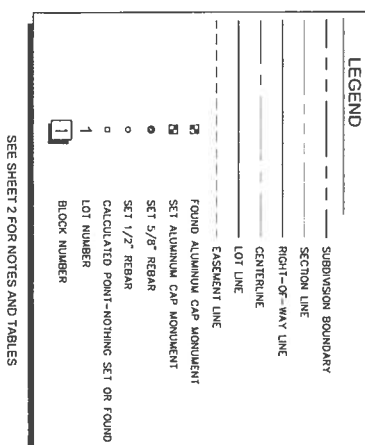 LEGEND
SUBDIVISION BOUNDARY
SECTION LINE
RIGHT-OF-WAY LINE
CENTERLINE
LOT LINE
EASEMENT LINE
FOUND ALUMINUM CAP MONUMENT
SET ALUMINUM CAP MONUMENT
SET 5/8" REBAR
SET 1/2" REBAR
CALCULATED POINT-NOTHING SET OR FOUND
1 LOT NUMBER
1 BLOCK NUMBER
SEE SHEET 2 FOR NOTES AND TABLES